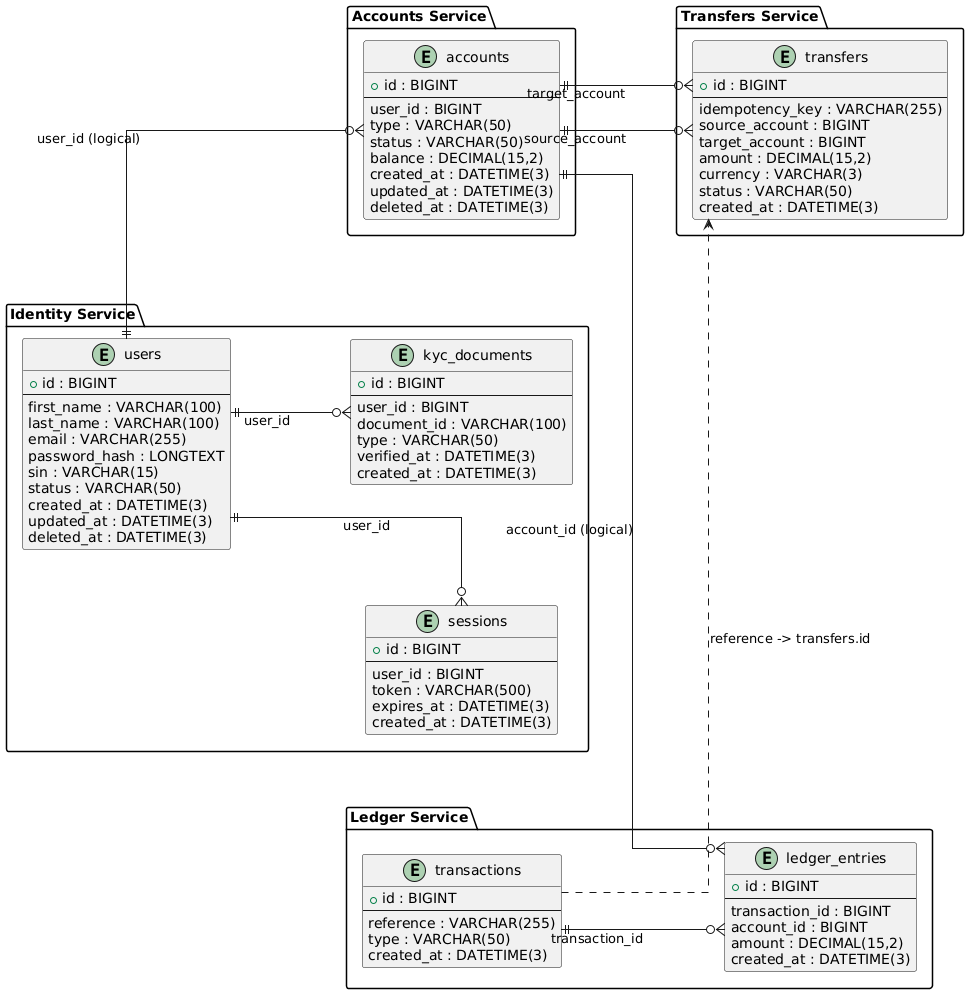 Accounts Service
E accounts
id : BIGINT
user_id : BIGINT
type : VARCHAR(50)
status : VARCHAR(50)
balance : DECIMAL(15,2)
created_at : DATETIME(3)
updated_at : DATETIME(3)
deleted_at : DATETIME(3)
target_account
source_account
Transfers Service
E transfers
id : BIGINT
idempotency_key : VARCHAR(255)
source_account : BIGINT
target_account : BIGINT
amount : DECIMAL(15,2)
currency : VARCHAR(3)
status : VARCHAR(50)
created_at : DATETIME(3)
user_id (logical)
Identity Service
E users
id : BIGINT
first_name : VARCHAR(100)
last_name : VARCHAR(100)
email : VARCHAR(255)
password_hash : LONGTEXT
sin : VARCHAR(15)
status : VARCHAR(50)
created_at : DATETIME(3)
updated_at : DATETIME(3)
deleted_at : DATETIME(3)
user_id
E kyc_documents
id : BIGINT
user_id : BIGINT
document_id : VARCHAR(100)
type : VARCHAR(50)
verified_at : DATETIME(3)
created_at : DATETIME(3)
user_id
account_id (logical)
E sessions
id : BIGINT
user_id : BIGINT
token : VARCHAR(500)
expires_at : DATETIME(3)
created_at : DATETIME(3)
reference -> transfers.id
Ledger Service
E transactions
id : BIGINT
reference : VARCHAR(255)
type : VARCHAR(50)
created_at : DATETIME(3)
transaction_id
E ledger_entries
id : BIGINT
transaction_id : BIGINT
account_id : BIGINT
amount : DECIMAL(15,2)
created_at : DATETIME(3)